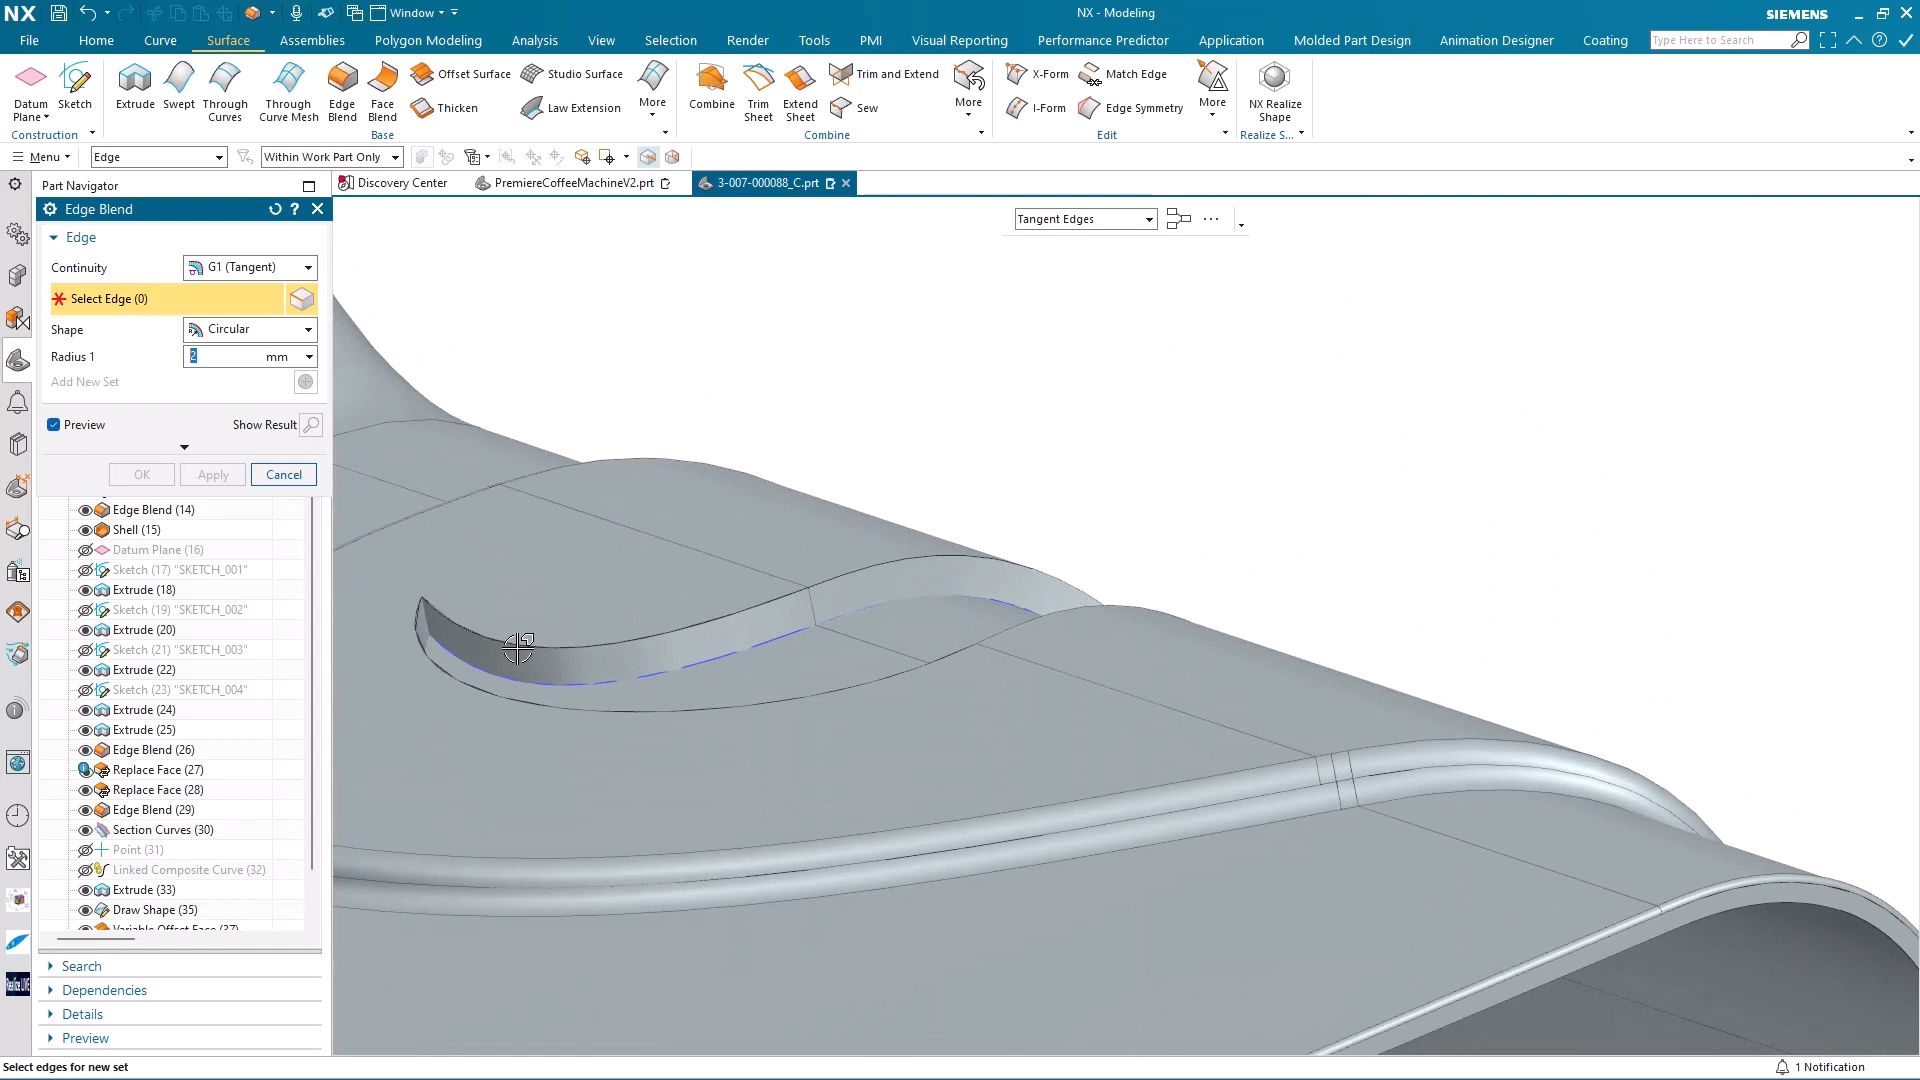 NX
Window
NX - Modeling
SIEMENS
File Home Curve Surface Assemblies Polygon Modeling Analysis View Selection Render Tools PMI Visual Reporting Performance Predictor Application Molded Part Design Animation Designer Coating
Type Here to Search
Datum Plane
Sketch
Construction
Extrude
Swept
Through Curves
Through Curve Mesh
Edge Blend
Face Blend
Offset Surface
Thicken
Studio Surface
Law Extension
More
Base
Combine
Trim Sheet
Extend Sheet
Trim and Extend
Sew
More
Combine
X-Form
I-Form
Match Edge
Edge Symmetry
More
Edit
NX Realize Shape
Realize S...
Menu
Edge
Within Work Part Only
Part Navigator
Discovery Center
PremiereCoffeeMachineV2.prt
3-007-000088_C.prt
Edge Blend
?
Tangent Edges
Edge
Continuity
G1 (Tangent)
Select Edge (0)
Shape
Circular
Radius 1
2 mm
Add New Set
Preview
Show Result
OK
Apply
Cancel
Edge Blend (14)
Shell (15)
Datum Plane (16)
Sketch (17) "SKETCH_001"
Extrude (18)
Sketch (19) "SKETCH_002"
Extrude (20)
Sketch (21) "SKETCH_003"
Extrude (22)
Sketch (23) "SKETCH_004"
Extrude (24)
Extrude (25)
Edge Blend (26)
Replace Face (27)
Replace Face (28)
Edge Blend (29)
Section Curves (30)
Point (31)
Linked Composite Curve (32)
Extrude (33)
Draw Shape (35)
Variable Offset Face (37)
Search
Dependencies
Details
Preview
Select edges for new set
1 Notification